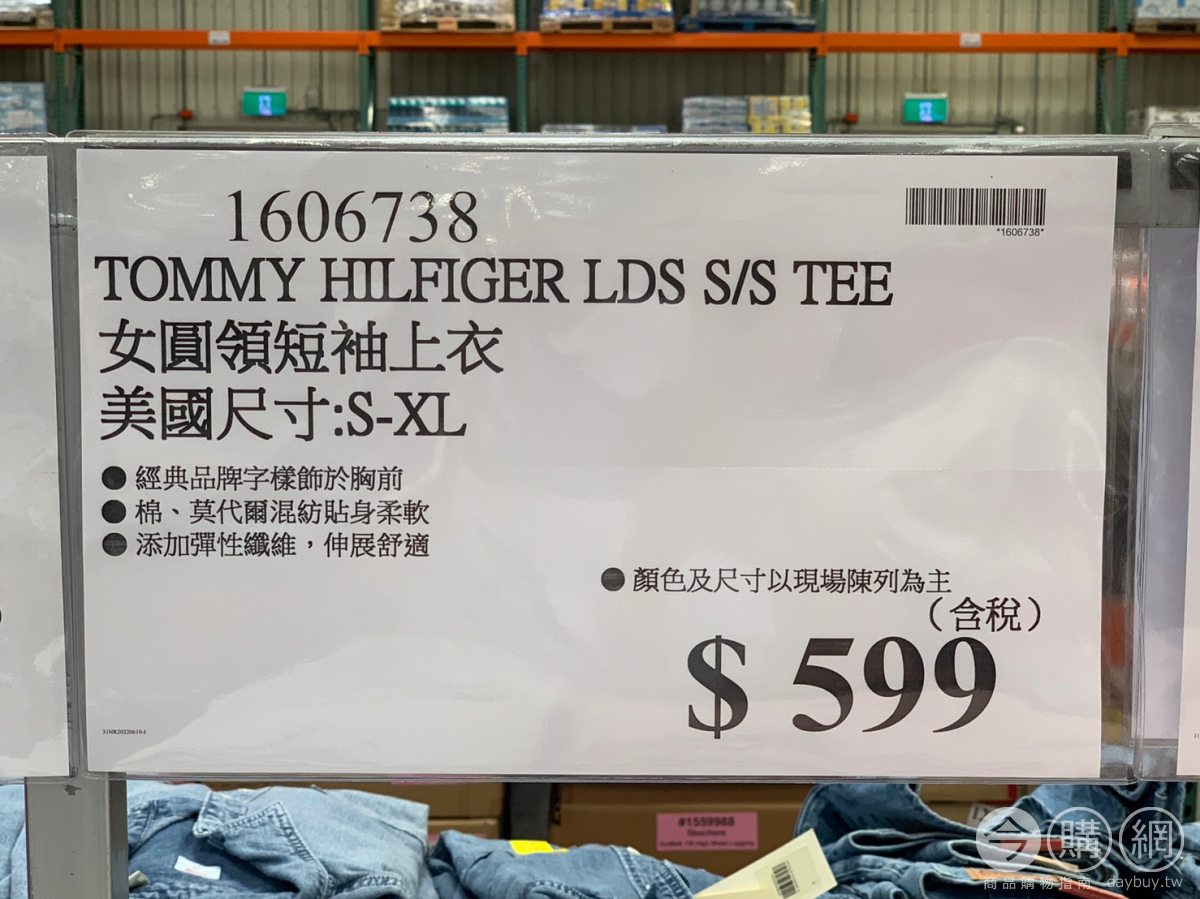 1606738
*1606738*
TOMMY HILFIGER LDS S/S TEE
女圓領短袖上衣
美國尺寸:S-XL
● 經典品牌字樣飾於胸前
● 棉、莫代爾混紡貼身柔軟
● 添加彈性纖維，伸展舒適
● 顏色及尺寸以現場陳列為主
（含稅）
$ 599
31NR20220610-I
#1559988
Skechers
今購網
商品購物指南 daybuy.tw